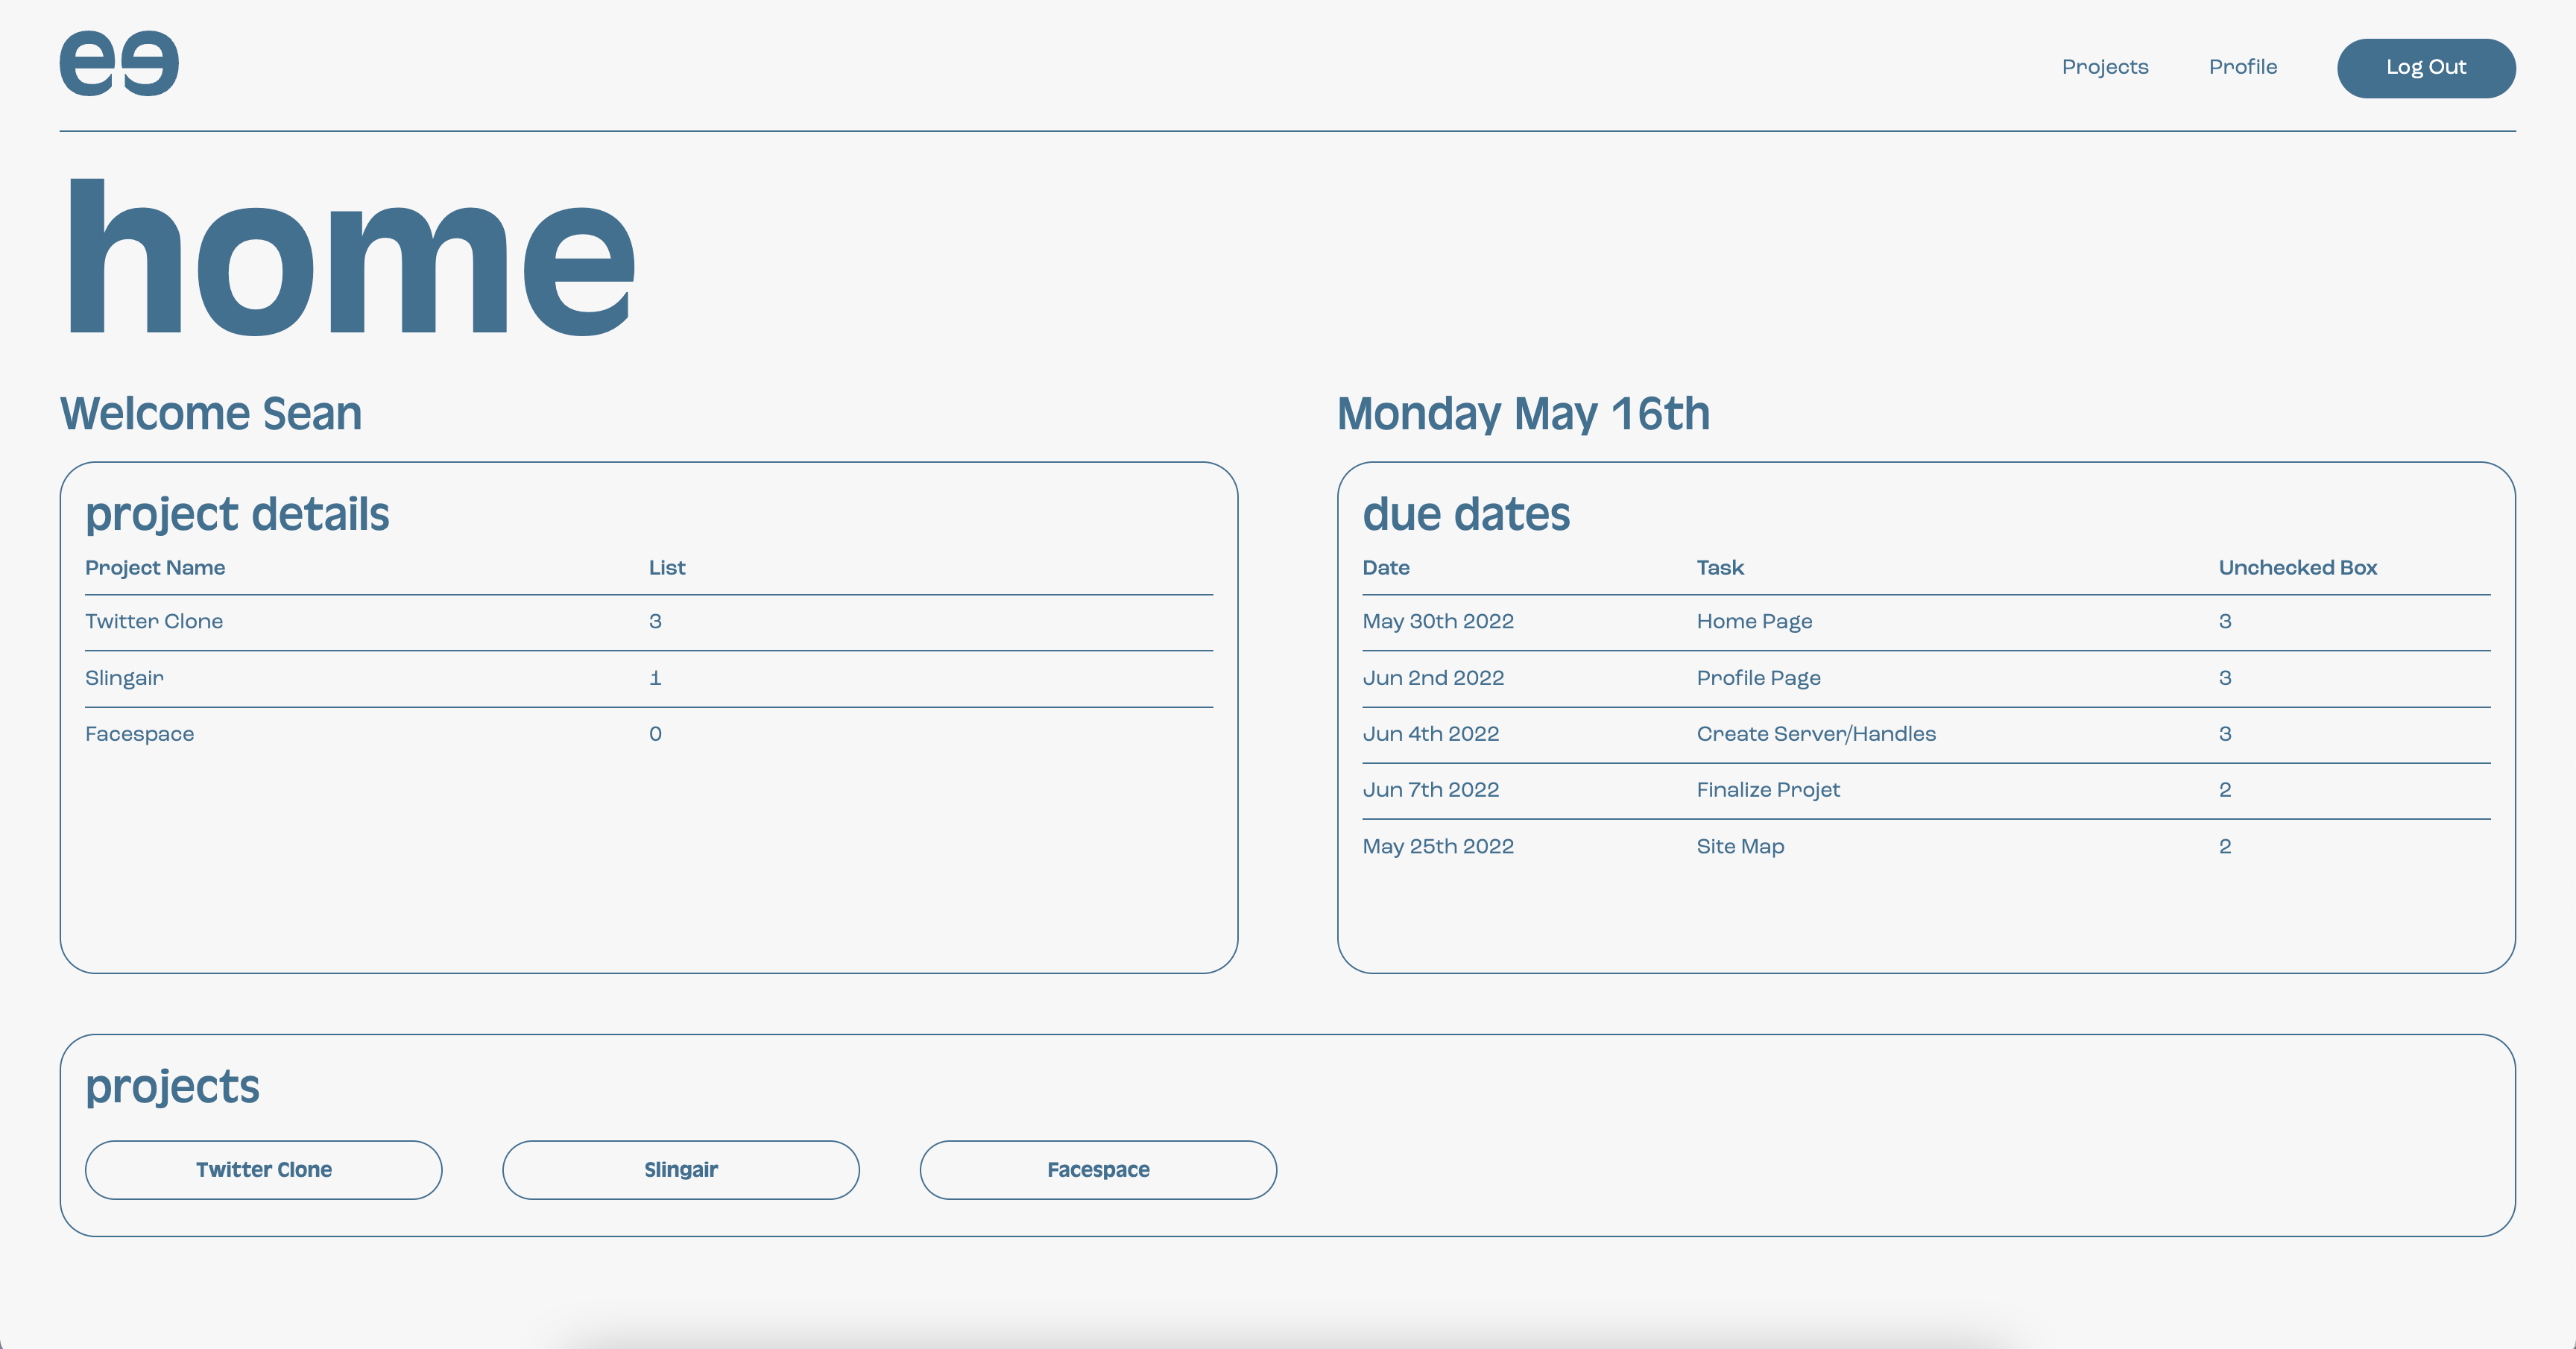 ee
Projects Profile Log Out
home
Welcome Sean
Monday May 16th
project details
Project Name List
Twitter Clone 3
Slingair 1
Facespace 0
due dates
Date Task Unchecked Box
May 30th 2022 Home Page 3
Jun 2nd 2022 Profile Page 3
Jun 4th 2022 Create Server/Handles 3
Jun 7th 2022 Finalize Projet 2
May 25th 2022 Site Map 2
projects
Twitter Clone Slingair Facespace